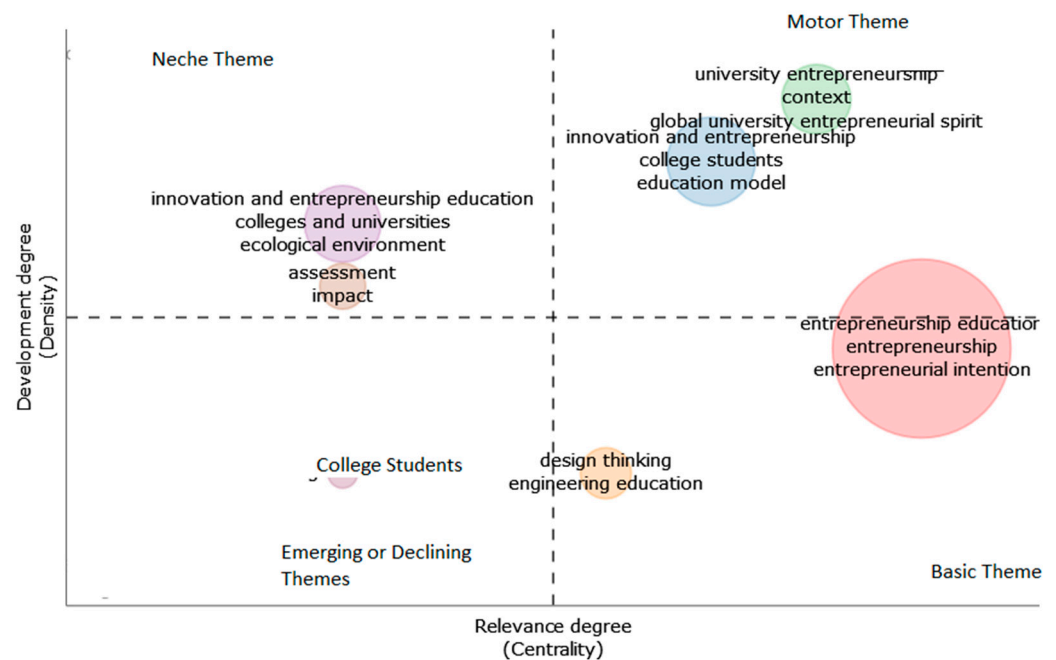 Motor Theme
Neche Theme
university entrepreneurship
context
global university entrepreneurial spirit
innovation and entrepreneurship
college students
education model
innovation and entrepreneurship education
colleges and universities
ecological environment
assessment
impact
entrepreneurship education
entrepreneurship
entrepreneurial intention
College Students
design thinking
engineering education
Emerging or Declining
Themes
Basic Theme
Development degree
(Density)
Relevance degree
(Centrality)